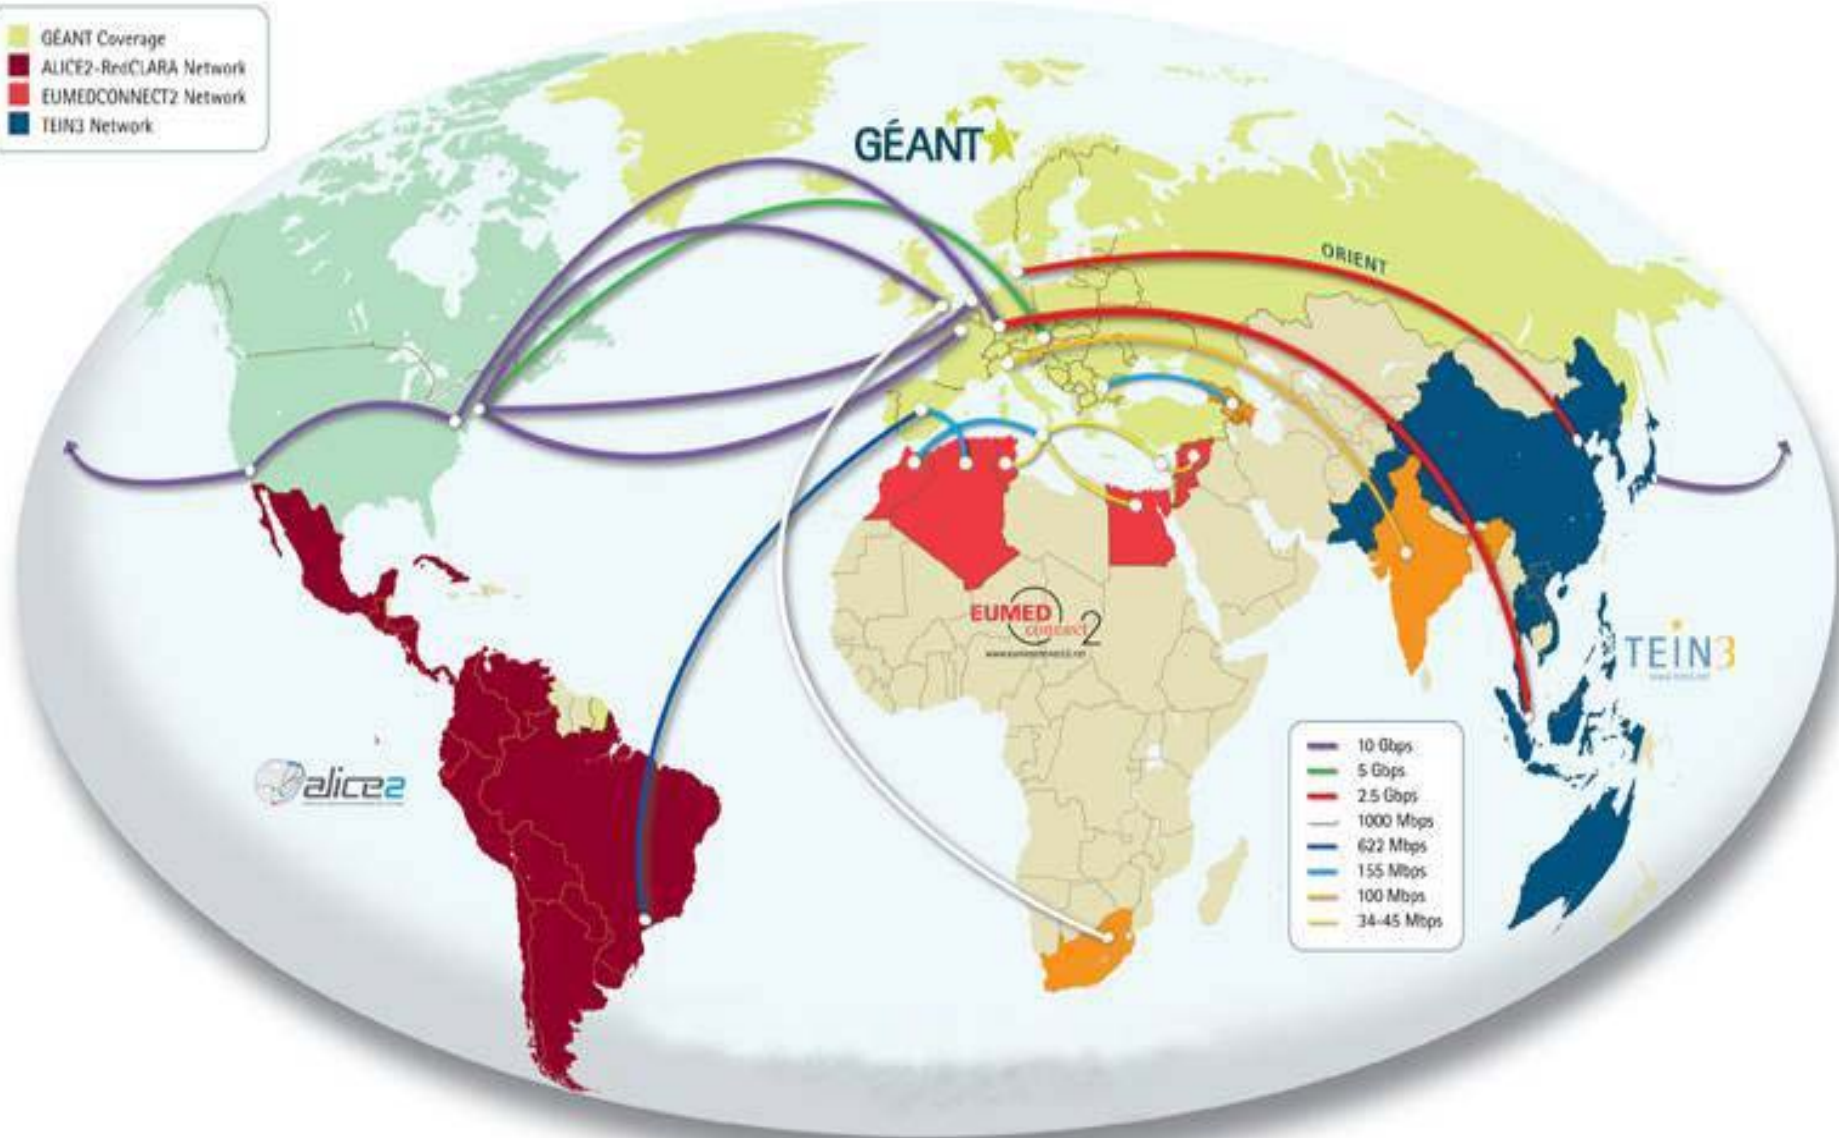 GÉANT Coverage
ALICE2-RedCLARA Network
EUMEDCONNECT2 Network
TEIN3 Network
GÉANT
ORIENT
EUMED
connect2
TEIN3
alice2
10 Gbps
5 Gbps
2.5 Gbps
1000 Mbps
622 Mbps
155 Mbps
100 Mbps
34-45 Mbps